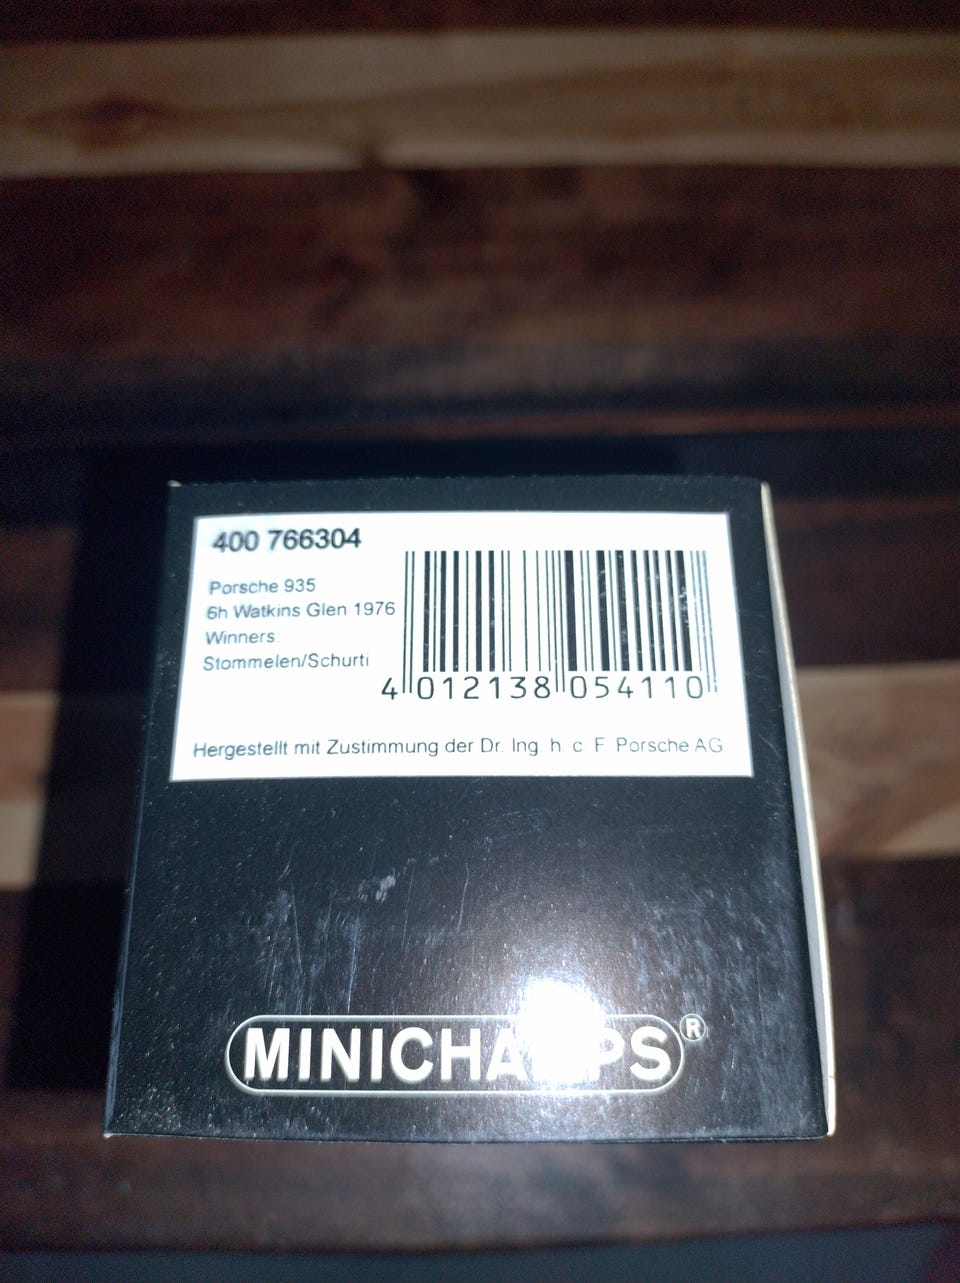 400 766304
Porsche 935
6h Watkins Glen 1976
Winners:
Stommelen/Schurti
4 012138 054110
Hergestellt mit Zustimmung der Dr. Ing. h. c. F. Porsche AG
MINICHAMPS®